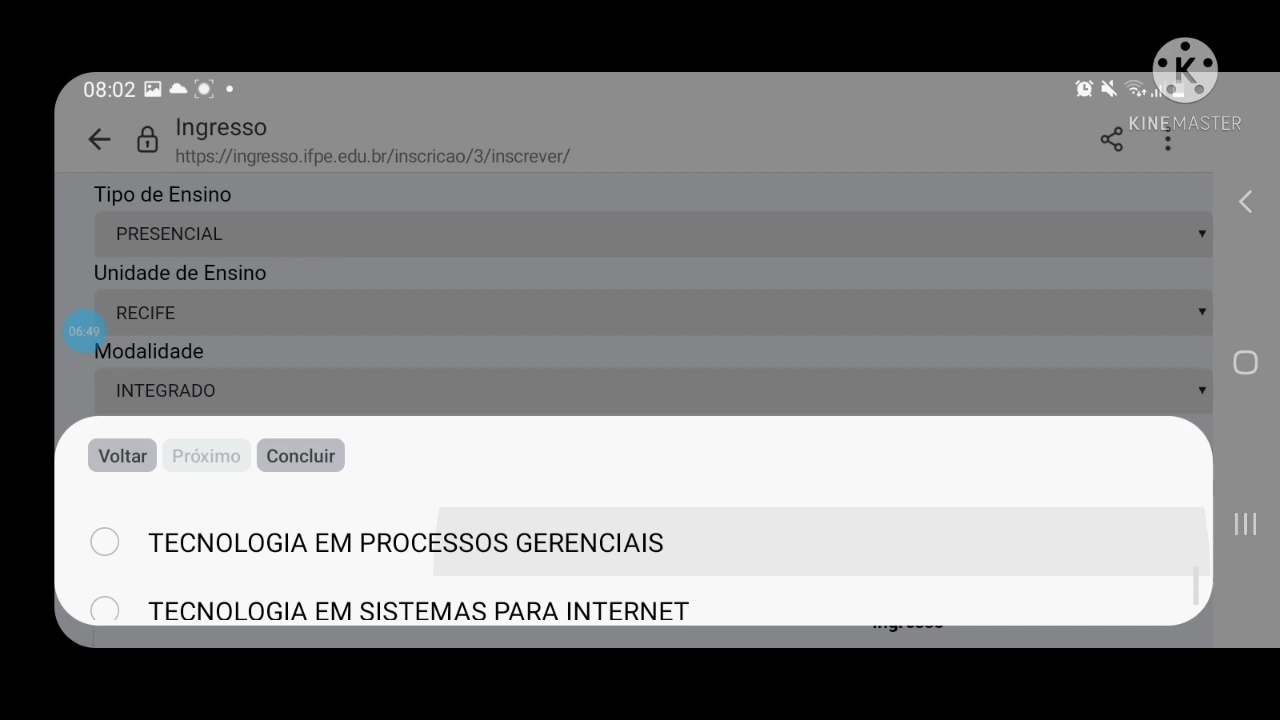 08:02
KINEMASTER
Ingresso
https://ingresso.ifpe.edu.br/inscricao/3/inscrever/
Tipo de Ensino
PRESENCIAL
Unidade de Ensino
RECIFE
06:49
Modalidade
INTEGRADO
Voltar Próximo Concluir
TECNOLOGIA EM PROCESSOS GERENCIAIS
TECNOLOGIA EM SISTEMAS PARA INTERNET
Ingresso